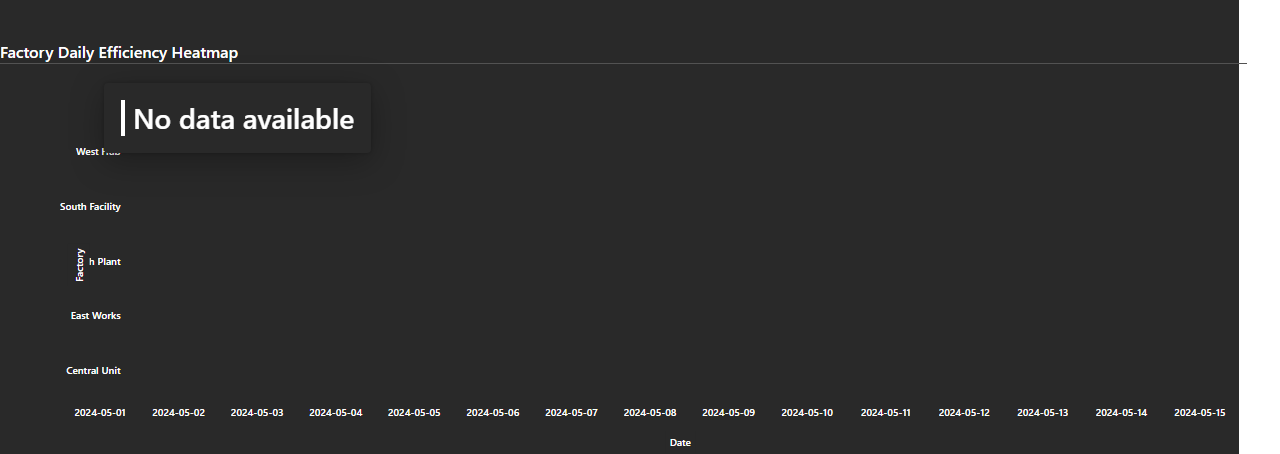 Factory Daily Efficiency Heatmap
No data available
West Hub
South Facility
Factory
h Plant
East Works
Central Unit
2024-05-01 2024-05-02 2024-05-03 2024-05-04 2024-05-05 2024-05-06 2024-05-07 2024-05-08 2024-05-09 2024-05-10 2024-05-11 2024-05-12 2024-05-13 2024-05-14 2024-05-15
Date